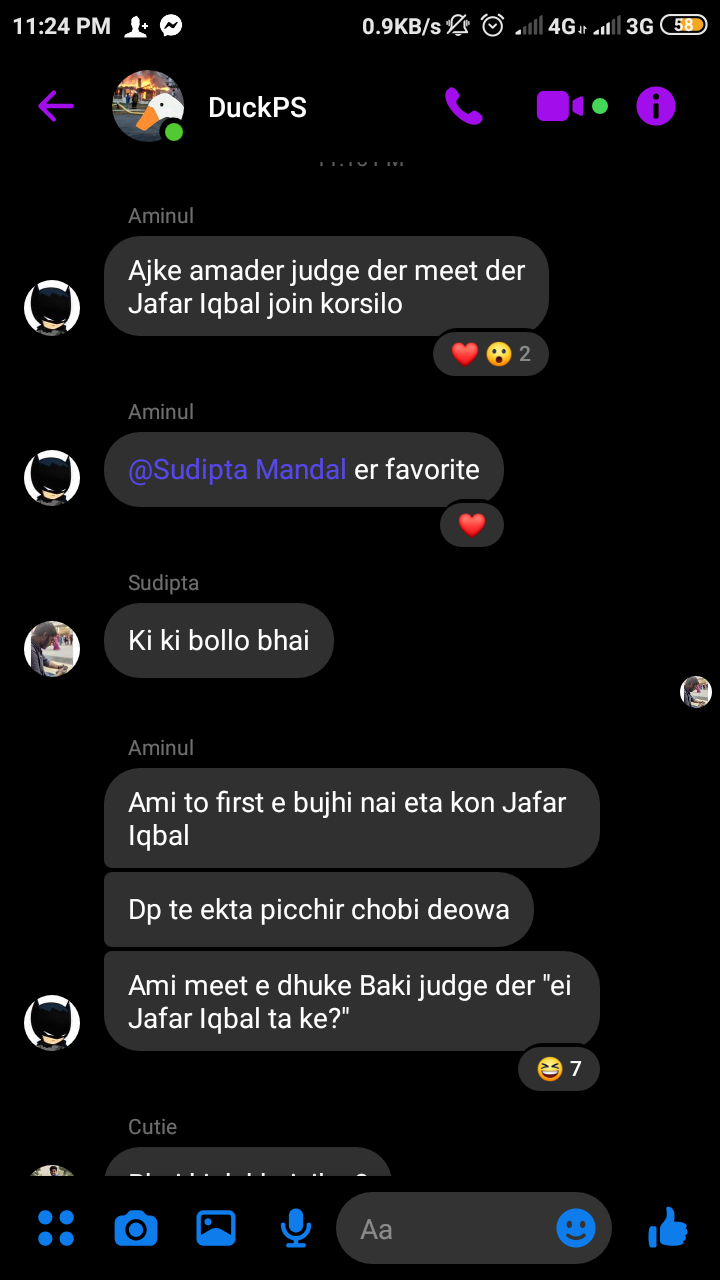 11:24 PM
0.9KB/s
4G
3G
58
DuckPS
Aminul
Ajke amader judge der meet der
Jafar Iqbal join korsilo
2
Aminul
@Sudipta Mandal er favorite
Sudipta
Ki ki bollo bhai
Aminul
Ami to first e bujhi nai eta kon Jafar
Iqbal
Dp te ekta picchir chobi deowa
Ami meet e dhuke Baki judge der "ei
Jafar Iqbal ta ke?"
7
Cutie
Aa